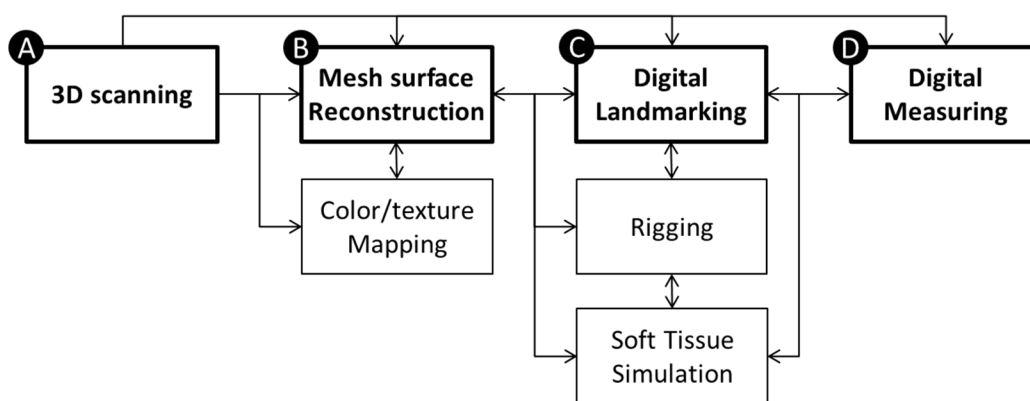 A
3D scanning
B
Mesh surface
Reconstruction
C
Digital
Landmarking
D
Digital
Measuring
Color/texture
Mapping
Rigging
Soft Tissue
Simulation